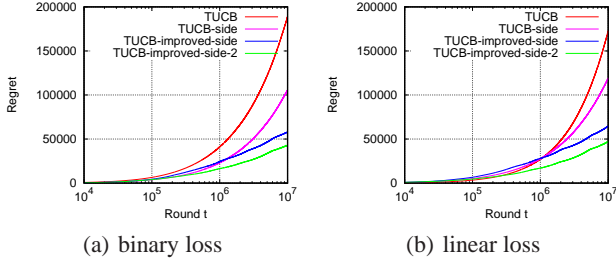 200000
150000
100000
50000
0
Regret
TUCB
TUCB-side
TUCB-improved-side
TUCB-improved-side-2
10^4 10^5 10^6 10^7
Round t
(a) binary loss
200000
150000
100000
50000
0
Regret
TUCB
TUCB-side
TUCB-improved-side
TUCB-improved-side-2
10^4 10^5 10^6 10^7
Round t
(b) linear loss